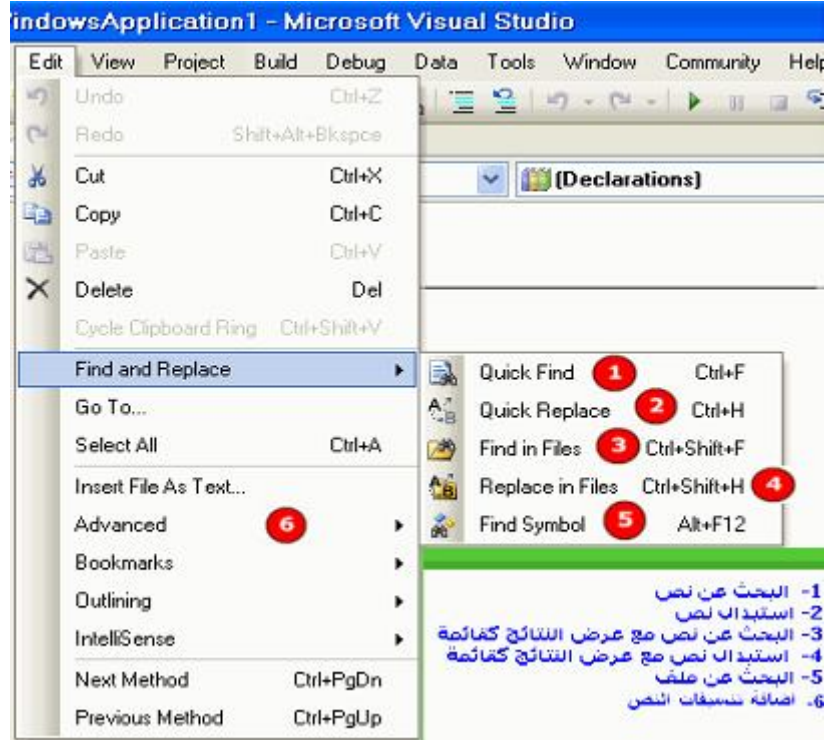 indowsApplication1 - Microsoft Visual Studio
Edit View Project Build Debug Data Tools Window Community Help
Undo Ctrl+Z
Redo Shift+Alt+Bkspce
Cut Ctrl+X
(Declarations)
Copy Ctrl+C
Paste Ctrl+V
Delete Del
Cycle Clipboard Ring Ctrl+Shift+V
Find and Replace
Go To...
Select All Ctrl+A
Insert File As Text...
Advanced 6
Bookmarks
Outlining
IntelliSense
Next Method Ctrl+PgDn
Previous Method Ctrl+PgUp
Quick Find 1 Ctrl+F
Quick Replace 2 Ctrl+H
Find in Files 3 Ctrl+Shift+F
Replace in Files Ctrl+Shift+H 4
Find Symbol 5 Alt+F12
1- البحث عن نص
2- استبدال نص
3- البحث عن نص مع عرض النتائج كقائمة
4- استبدال نص مع عرض النتائج كقائمة
5- البحث عن ملف
6. اضافة تنسيقات النص